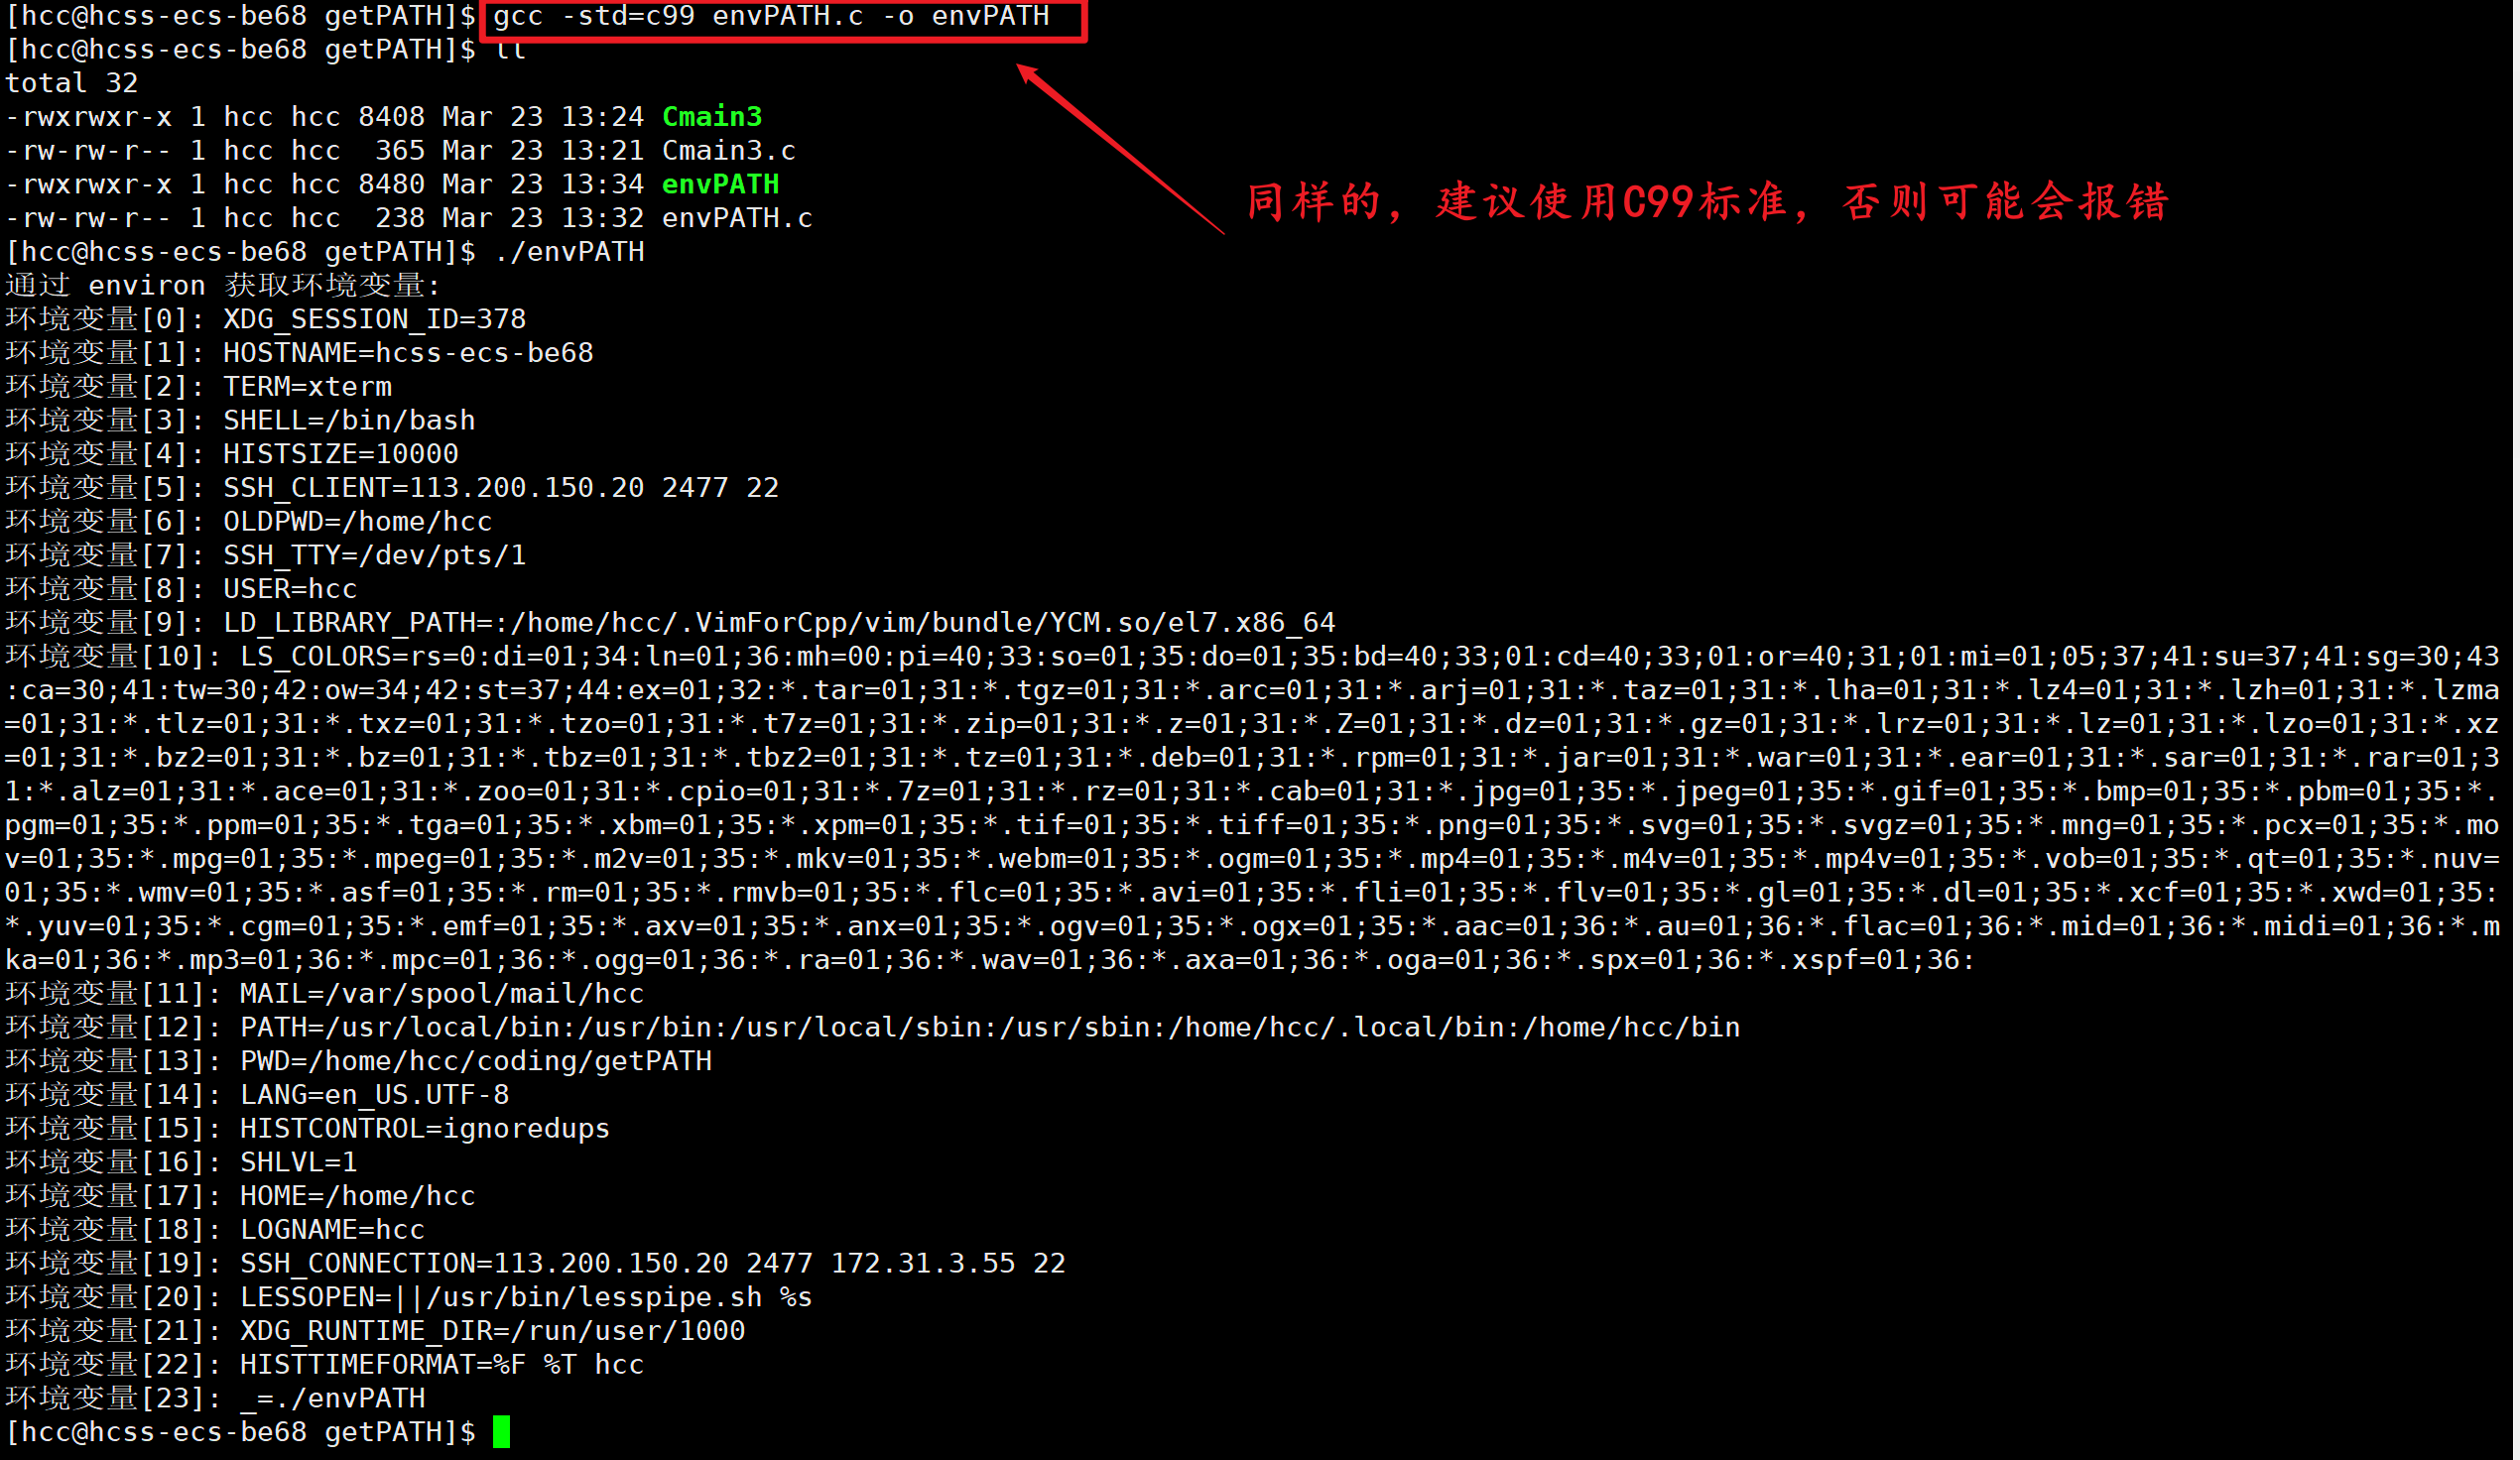 [hcc@hcss-ecs-be68 getPATH]$ gcc -std=c99 envPATH.c -o envPATH
[hcc@hcss-ecs-be68 getPATH]$ ll
total 32
-rwxrwxr-x 1 hcc hcc 8408 Mar 23 13:24 Cmain3
-rw-rw-r-- 1 hcc hcc  365 Mar 23 13:21 Cmain3.c
-rwxrwxr-x 1 hcc hcc 8480 Mar 23 13:34 envPATH
同样的，建议使用C99标准，否则可能会报错
-rw-rw-r-- 1 hcc hcc  238 Mar 23 13:32 envPATH.c
[hcc@hcss-ecs-be68 getPATH]$ ./envPATH
通过 environ 获取环境变量:
环境变量[0]: XDG_SESSION_ID=378
环境变量[1]: HOSTNAME=hcss-ecs-be68
环境变量[2]: TERM=xterm
环境变量[3]: SHELL=/bin/bash
环境变量[4]: HISTSIZE=10000
环境变量[5]: SSH_CLIENT=113.200.150.20 2477 22
环境变量[6]: OLDPWD=/home/hcc
环境变量[7]: SSH_TTY=/dev/pts/1
环境变量[8]: USER=hcc
环境变量[9]: LD_LIBRARY_PATH=:/home/hcc/.VimForCpp/vim/bundle/YCM.so/el7.x86_64
环境变量[10]: LS_COLORS=rs=0:di=01;34:ln=01;36:mh=00:pi=40;33:so=01;35:do=01;35:bd=40;33;01:cd=40;33;01:or=40;31;01:mi=01;05;37;41:su=37;41:sg=30;43
:ca=30;41:tw=30;42:ow=34;42:st=37;44:ex=01;32:*.tar=01;31:*.tgz=01;31:*.arc=01;31:*.arj=01;31:*.taz=01;31:*.lha=01;31:*.lz4=01;31:*.lzh=01;31:*.lzma
=01;31:*.tlz=01;31:*.txz=01;31:*.tzo=01;31:*.t7z=01;31:*.zip=01;31:*.z=01;31:*.Z=01;31:*.dz=01;31:*.gz=01;31:*.lrz=01;31:*.lz=01;31:*.lzo=01;31:*.xz
=01;31:*.bz2=01;31:*.bz=01;31:*.tbz=01;31:*.tbz2=01;31:*.tz=01;31:*.deb=01;31:*.rpm=01;31:*.jar=01;31:*.war=01;31:*.ear=01;31:*.sar=01;31:*.rar=01;3
1:*.alz=01;31:*.ace=01;31:*.zoo=01;31:*.cpio=01;31:*.7z=01;31:*.rz=01;31:*.cab=01;31:*.jpg=01;35:*.jpeg=01;35:*.gif=01;35:*.bmp=01;35:*.pbm=01;35:*.
pgm=01;35:*.ppm=01;35:*.tga=01;35:*.xbm=01;35:*.xpm=01;35:*.tif=01;35:*.tiff=01;35:*.png=01;35:*.svg=01;35:*.svgz=01;35:*.mng=01;35:*.pcx=01;35:*.mo
v=01;35:*.mpg=01;35:*.mpeg=01;35:*.m2v=01;35:*.mkv=01;35:*.webm=01;35:*.ogm=01;35:*.mp4=01;35:*.m4v=01;35:*.mp4v=01;35:*.vob=01;35:*.qt=01;35:*.nuv=
01;35:*.wmv=01;35:*.asf=01;35:*.rm=01;35:*.rmvb=01;35:*.flc=01;35:*.avi=01;35:*.fli=01;35:*.flv=01;35:*.gl=01;35:*.dl=01;35:*.xcf=01;35:*.xwd=01;35:
*.yuv=01;35:*.cgm=01;35:*.emf=01;35:*.axv=01;35:*.anx=01;35:*.ogv=01;35:*.ogx=01;35:*.aac=01;36:*.au=01;36:*.flac=01;36:*.mid=01;36:*.midi=01;36:*.m
ka=01;36:*.mp3=01;36:*.mpc=01;36:*.ogg=01;36:*.ra=01;36:*.wav=01;36:*.axa=01;36:*.oga=01;36:*.spx=01;36:*.xspf=01;36:
环境变量[11]: MAIL=/var/spool/mail/hcc
环境变量[12]: PATH=/usr/local/bin:/usr/bin:/usr/local/sbin:/usr/sbin:/home/hcc/.local/bin:/home/hcc/bin
环境变量[13]: PWD=/home/hcc/coding/getPATH
环境变量[14]: LANG=en_US.UTF-8
环境变量[15]: HISTCONTROL=ignoredups
环境变量[16]: SHLVL=1
环境变量[17]: HOME=/home/hcc
环境变量[18]: LOGNAME=hcc
环境变量[19]: SSH_CONNECTION=113.200.150.20 2477 172.31.3.55 22
环境变量[20]: LESSOPEN=||/usr/bin/lesspipe.sh %s
环境变量[21]: XDG_RUNTIME_DIR=/run/user/1000
环境变量[22]: HISTTIMEFORMAT=%F %T hcc
环境变量[23]: _=./envPATH
[hcc@hcss-ecs-be68 getPATH]$